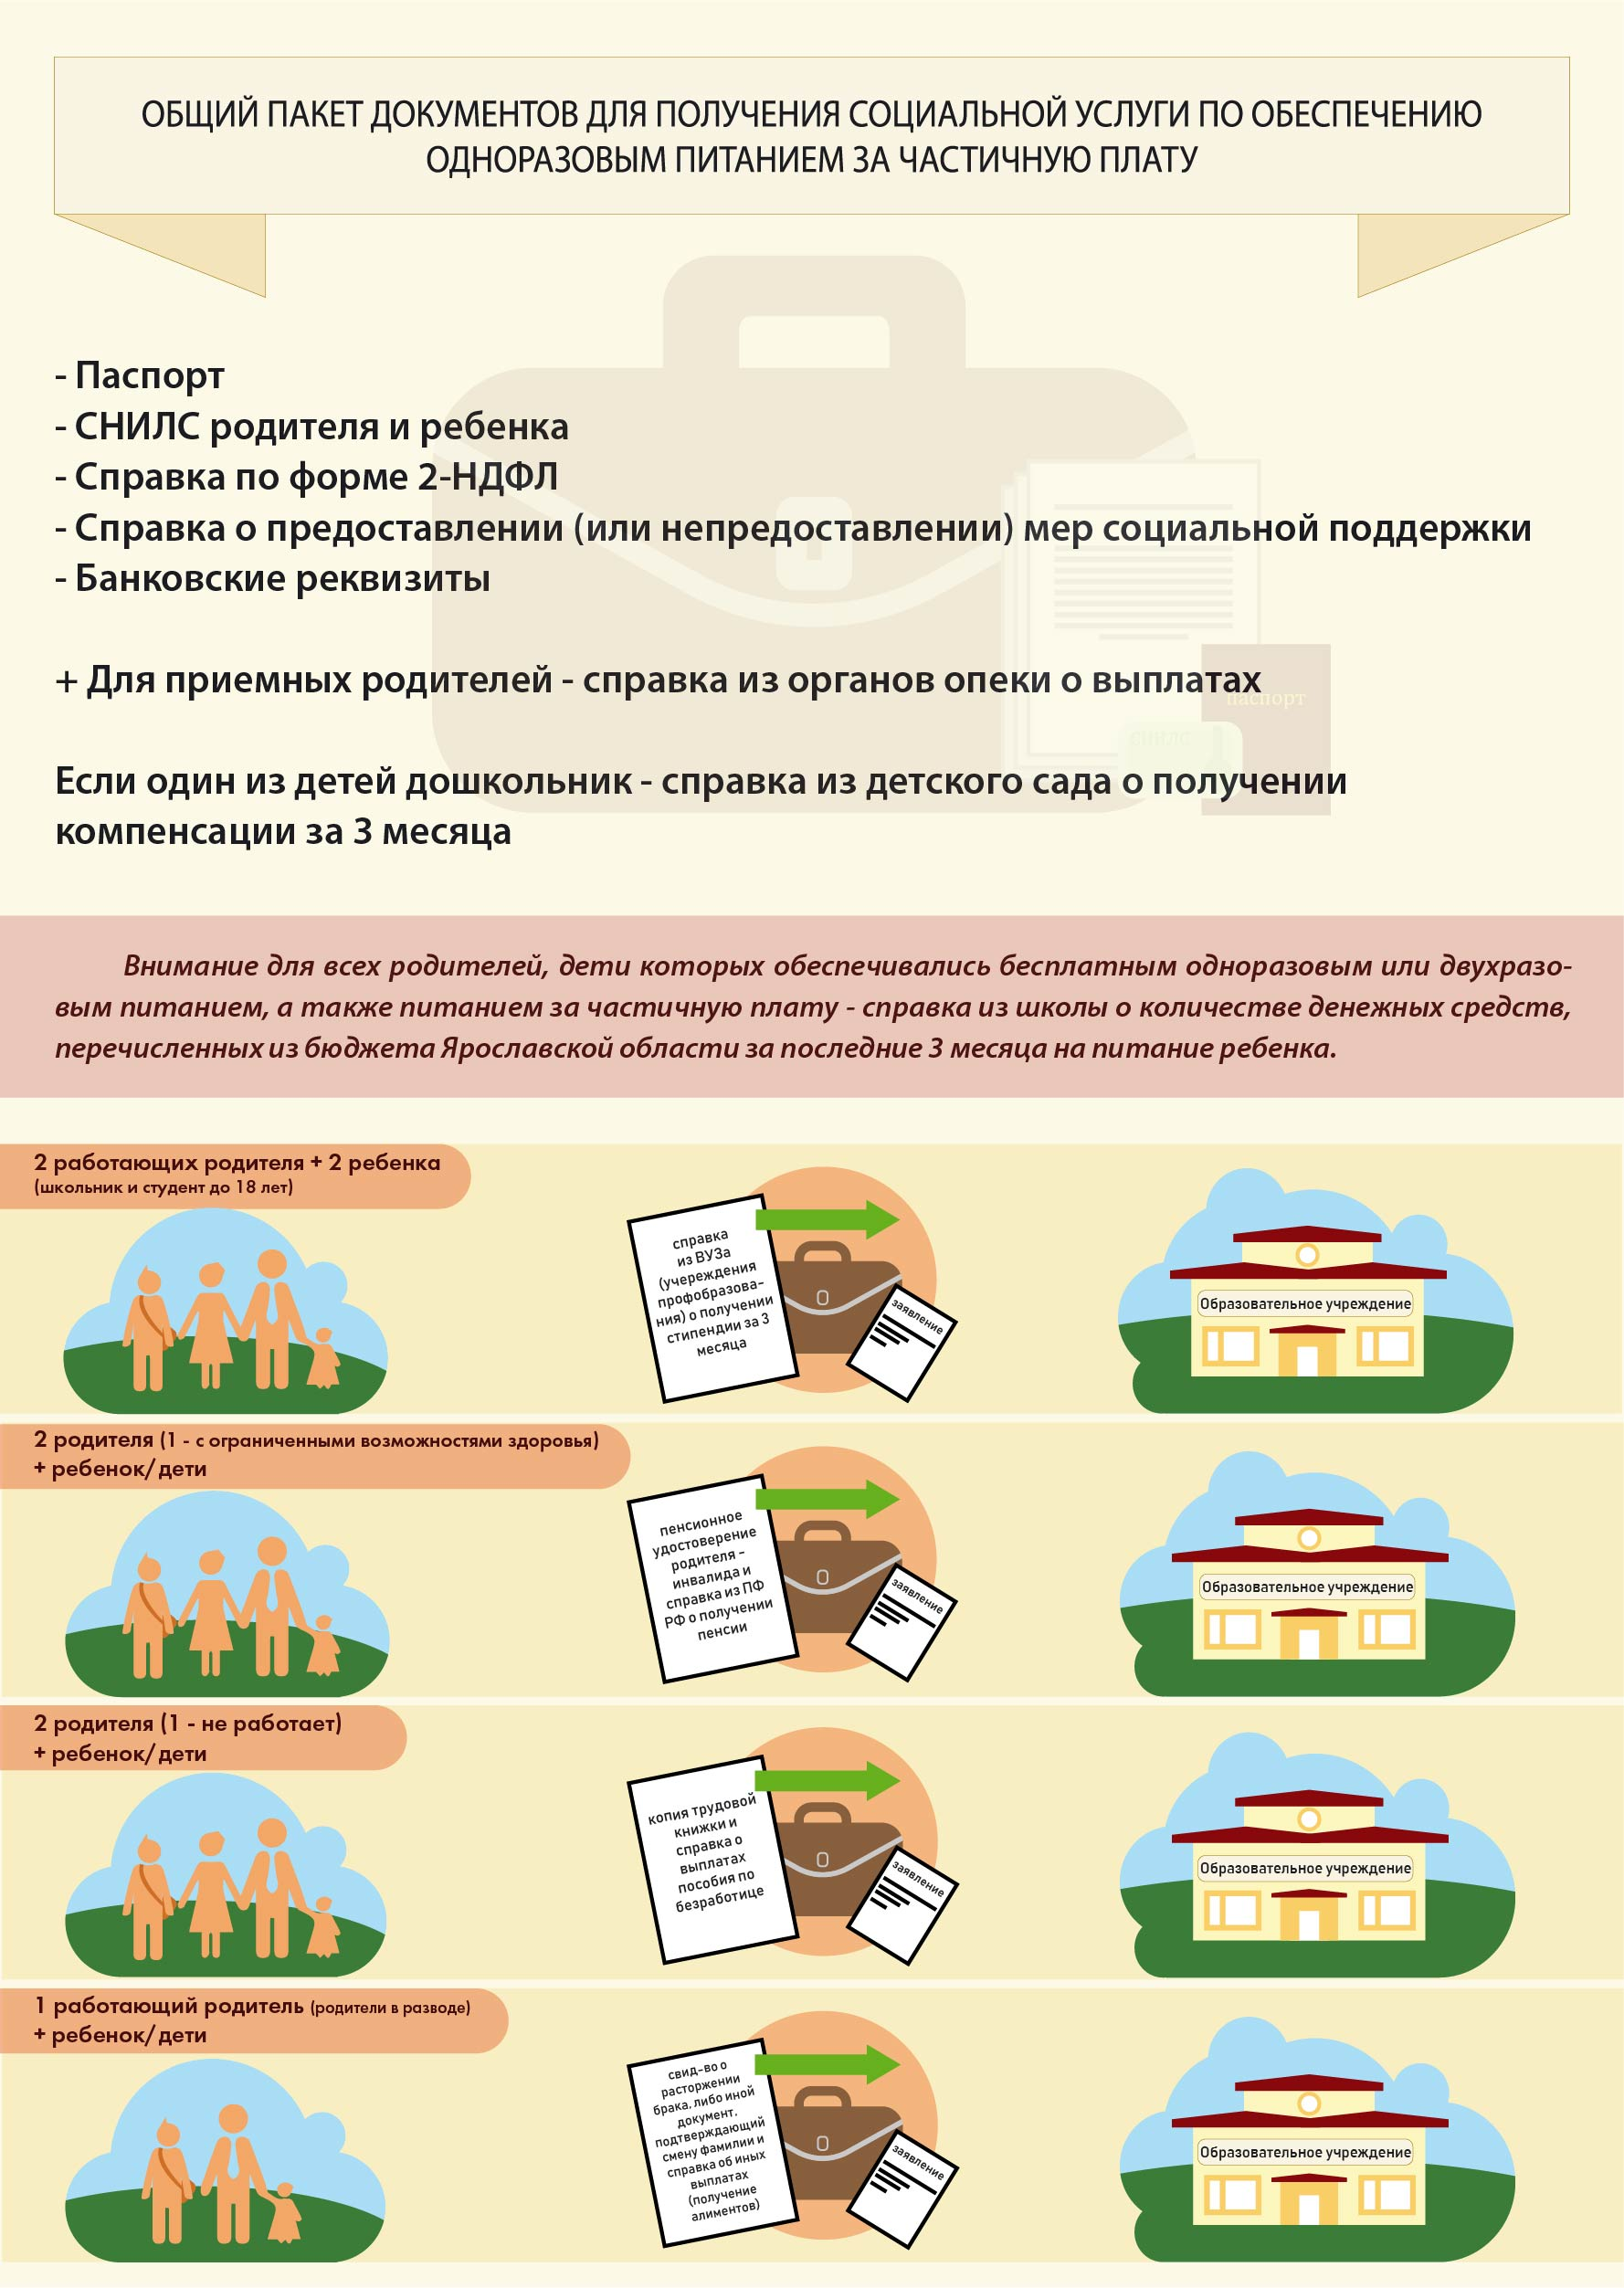 ОБЩИЙ ПАКЕТ ДОКУМЕНТОВ ДЛЯ ПОЛУЧЕНИЯ СОЦИАЛЬНОЙ УСЛУГИ ПО ОБЕСПЕЧЕНИЮ
ОДНОРАЗОВЫМ ПИТАНИЕМ ЗА ЧАСТИЧНУЮ ПЛАТУ
- Паспорт
- СНИЛС родителя и ребенка
- Справка по форме 2-НДФЛ
- Справка о предоставлении (или непредоставлении) мер социальной поддержки
- Банковские реквизиты
+ Для приемных родителей - справка из органов опеки о выплатах
паспорт
СНИЛС
Если один из детей дошкольник - справка из детского сада о получении
компенсации за 3 месяца
Внимание для всех родителей, дети которых обеспечивались бесплатным одноразовым или двухразо-
вым питанием, а также питанием за частичную плату - справка из школы о количестве денежных средств,
перечисленных из бюджета Ярославской области за последние 3 месяца на питание ребенка.
2 работающих родителя + 2 ребенка
(школьник и студент до 18 лет)
справка
из ВУЗа
(учереждения
профобразова-
ния) о получении
стипендии за 3
месяца
заявление
Образовательное учреждение
2 родителя (1 - с ограниченными возможностями здоровья)
+ ребенок/дети
пенсионное
удостоверение
родителя -
инвалида и
справка из ПФ
РФ о получении
пенсии
заявление
Образовательное учреждение
2 родителя (1 - не работает)
+ ребенок/дети
копия трудовой
книжки и
справка о
выплатах
пособия по
безработице
заявление
Образовательное учреждение
1 работающий родитель (родители в разводе)
+ ребенок/дети
свид-во о
расторжении
брака, либо иной
документ,
подтверждающий
смену фамилии и
справка об иных
выплатах
(получение
алиментов)
заявление
Образовательное учреждение